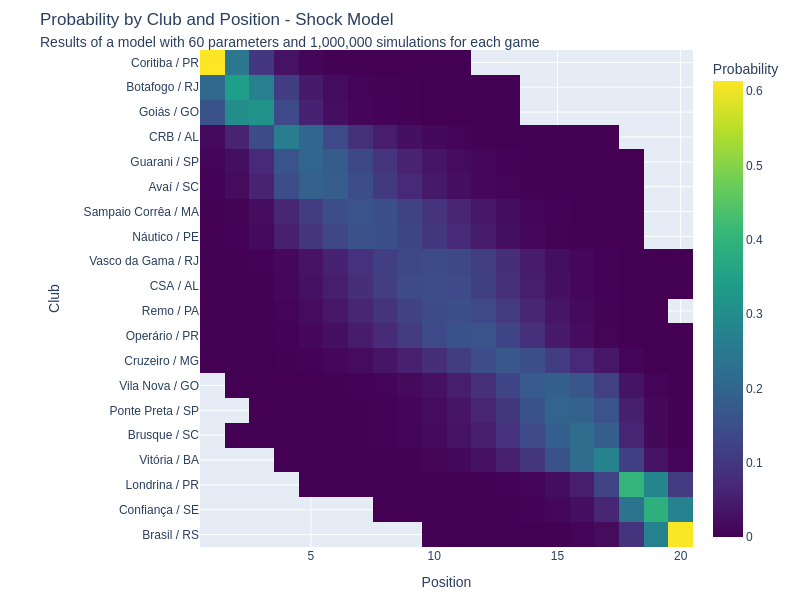 Probability by Club and Position - Shock Model
Results of a model with 60 parameters and 1,000,000 simulations for each game
Probability
Coritiba / PR
Botafogo / RJ
Goiás / GO
CRB / AL
Guarani / SP
Avaí / SC
Sampaio Corrêa / MA
Náutico / PE
Vasco da Gama / RJ
CSA / AL
Remo / PA
Operário / PR
Cruzeiro / MG
Vila Nova / GO
Ponte Preta / SP
Brusque / SC
Vitória / BA
Londrina / PR
Confiança / SE
Brasil / RS
Club
5
10
15
20
Position
0.6
0.5
0.4
0.3
0.2
0.1
0